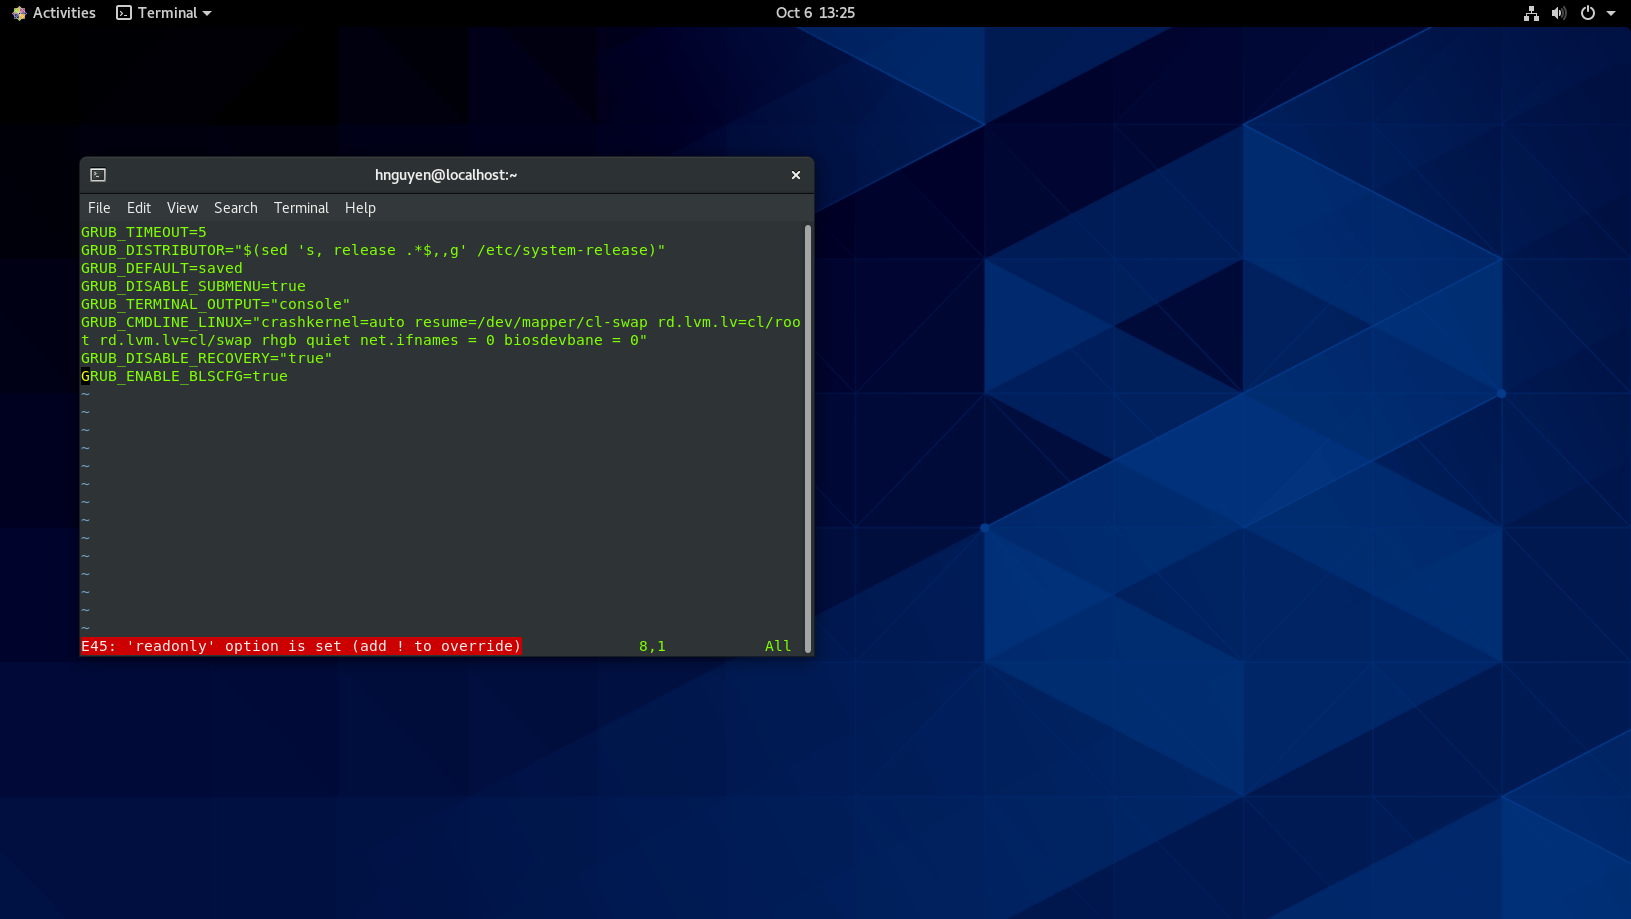 Activities Terminal Oct 6 13:25
hnguyen@localhost:~
File Edit View Search Terminal Help
GRUB_TIMEOUT=5
GRUB_DISTRIBUTOR="$(sed 's, release .*$,,g' /etc/system-release)"
GRUB_DEFAULT=saved
GRUB_DISABLE_SUBMENU=true
GRUB_TERMINAL_OUTPUT="console"
GRUB_CMDLINE_LINUX="crashkernel=auto resume=/dev/mapper/cl-swap rd.lvm.lv=cl/roo
t rd.lvm.lv=cl/swap rhgb quiet net.ifnames = 0 biosdevbane = 0"
GRUB_DISABLE_RECOVERY="true"
GRUB_ENABLE_BLSCFG=true
~
~
~
~
~
~
~
~
~
~
~
~
~
~
E45: 'readonly' option is set (add ! to override) 8,1 All